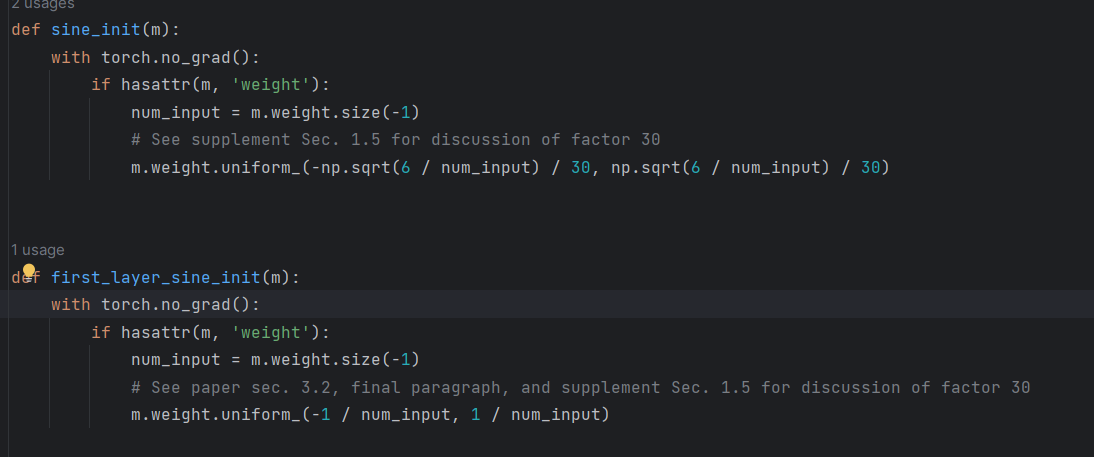 2 usages
def sine_init(m):
with torch.no_grad():
if hasattr(m, 'weight'):
num_input = m.weight.size(-1)
# See supplement Sec. 1.5 for discussion of factor 30
m.weight.uniform_(-np.sqrt(6 / num_input) / 30, np.sqrt(6 / num_input) / 30)
1 usage
def first_layer_sine_init(m):
with torch.no_grad():
if hasattr(m, 'weight'):
num_input = m.weight.size(-1)
# See paper sec. 3.2, final paragraph, and supplement Sec. 1.5 for discussion of factor 30
m.weight.uniform_(-1 / num_input, 1 / num_input)